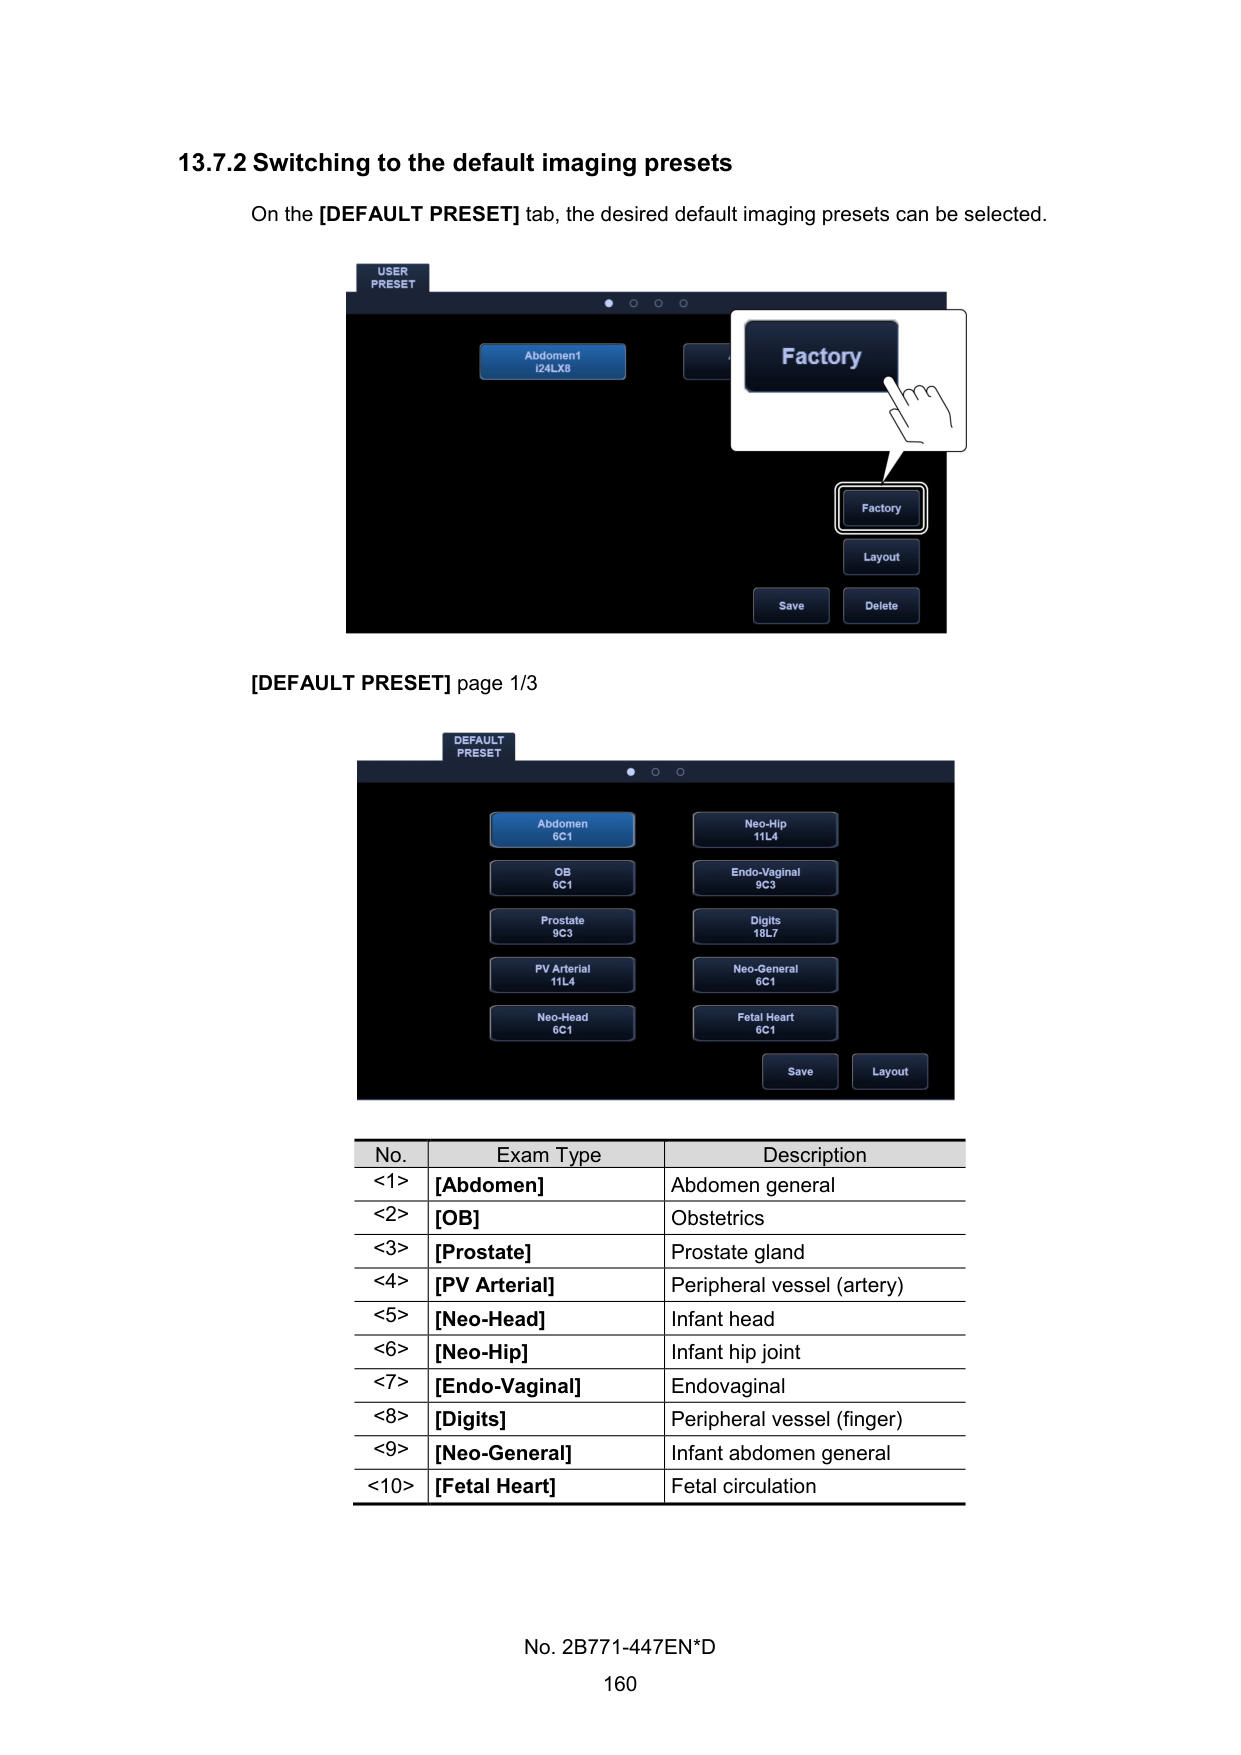 13.7.2 Switching to the default imaging presets
On the [DEFAULT PRESET] tab, the desired default imaging presets can be selected.
USER
PRESET
Abdomen1
i24LX8
Factory
Factory
Layout
Save
Delete
[DEFAULT PRESET] page 1/3
DEFAULT
PRESET
Abdomen
6C1
Neo-Hip
11L4
OB
6C1
Endo-Vaginal
9C3
Prostate
9C3
Digits
18L7
PV Arterial
11L4
Neo-General
6C1
Neo-Head
6C1
Fetal Heart
6C1
Save
Layout
No. Exam Type Description
<1> [Abdomen] Abdomen general
<2> [OB] Obstetrics
<3> [Prostate] Prostate gland
<4> [PV Arterial] Peripheral vessel (artery)
<5> [Neo-Head] Infant head
<6> [Neo-Hip] Infant hip joint
<7> [Endo-Vaginal] Endovaginal
<8> [Digits] Peripheral vessel (finger)
<9> [Neo-General] Infant abdomen general
<10> [Fetal Heart] Fetal circulation
No. 2B771-447EN*D
160